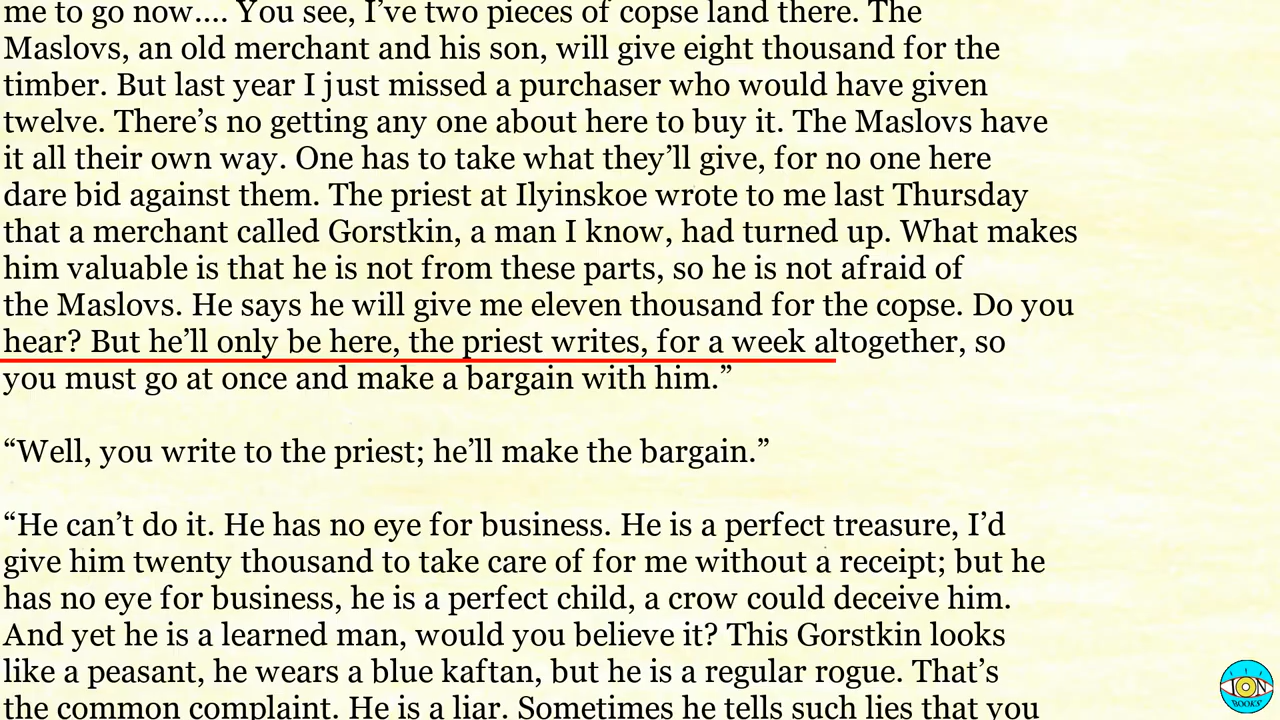 me to go now.... You see, I’ve two pieces of copse land there. The
Maslovs, an old merchant and his son, will give eight thousand for the
timber. But last year I just missed a purchaser who would have given
twelve. There’s no getting any one about here to buy it. The Maslovs have
it all their own way. One has to take what they’ll give, for no one here
dare bid against them. The priest at Ilyinskoe wrote to me last Thursday
that a merchant called Gorstkin, a man I know, had turned up. What makes
him valuable is that he is not from these parts, so he is not afraid of
the Maslovs. He says he will give me eleven thousand for the copse. Do you
hear? But he’ll only be here, the priest writes, for a week altogether, so
you must go at once and make a bargain with him.”
“Well, you write to the priest; he’ll make the bargain.”
“He can’t do it. He has no eye for business. He is a perfect treasure, I’d
give him twenty thousand to take care of for me without a receipt; but he
has no eye for business, he is a perfect child, a crow could deceive him.
And yet he is a learned man, would you believe it? This Gorstkin looks
like a peasant, he wears a blue kaftan, but he is a regular rogue. That’s
the common complaint. He is a liar. Sometimes he tells such lies that you
ION
BOOKS